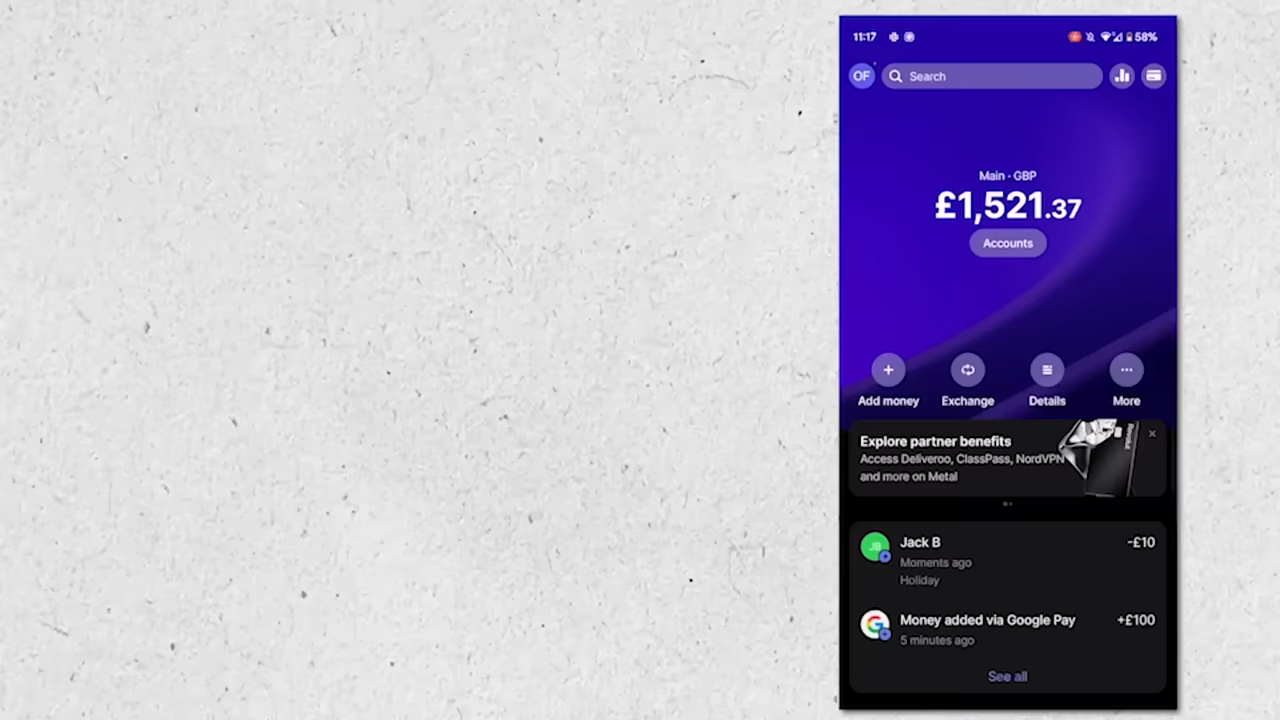 11:17
58%
OF
Search
Main · GBP
£1,521.37
Accounts
Add money
Exchange
Details
More
Explore partner benefits
Access Deliveroo, ClassPass, NordVPN
and more on Metal
Revolut
Jack B
-£10
JB
Moments ago
Holiday
Money added via Google Pay
+£100
5 minutes ago
See all